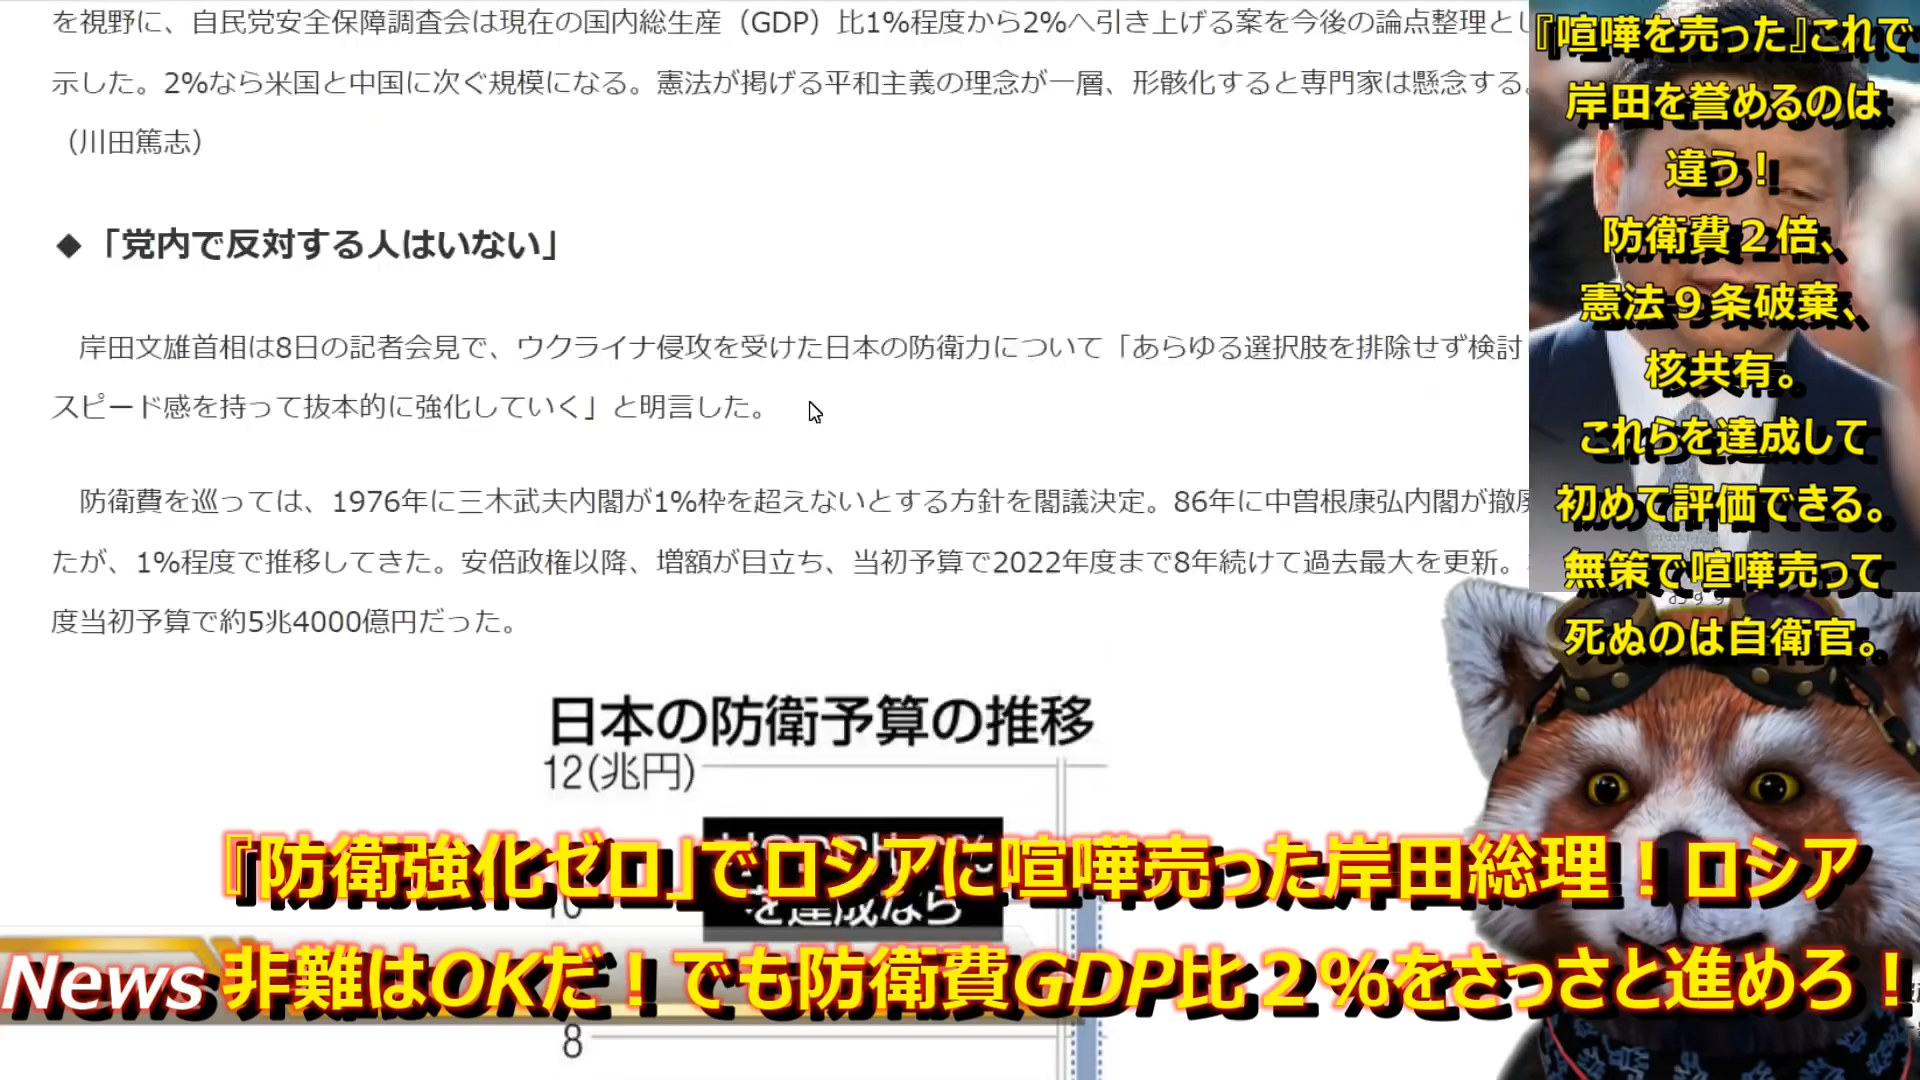 を視野に、自民党安全保障調査会は現在の国内総生産（GDP）比1%程度から2%へ引き上げる案を今後の論点整理とし
示した。2%なら米国と中国に次ぐ規模になる。憲法が掲げる平和主義の理念が一層、形骸化すると専門家は懸念する。
（川田篤志）
◆「党内で反対する人はいない」
岸田文雄首相は8日の記者会見で、ウクライナ侵攻を受けた日本の防衛力について「あらゆる選択肢を排除せず検討
スピード感を持って抜本的に強化していく」と明言した。
防衛費を巡っては、1976年に三木武夫内閣が1%枠を超えないとする方針を閣議決定。86年に中曽根康弘内閣が撤廃
たが、1%程度で推移してきた。安倍政権以降、増額が目立ち、当初予算で2022年度まで8年続けて過去最大を更新。
度当初予算で約5兆4000億円だった。
日本の防衛予算の推移
12(兆円)
を達成なら
10
8
『喧嘩を売った』これで
岸田を誉めるのは
違う！
防衛費２倍、
憲法９条破棄、
核共有。
これらを達成して
初めて評価できる。
無策で喧嘩売って
おすす
死ぬのは自衛官。
『防衛強化ゼロ」でロシアに喧嘩売った岸田総理！ロシア
News 非難はOKだ！でも防衛費GDP比２％をさっさと進めろ！